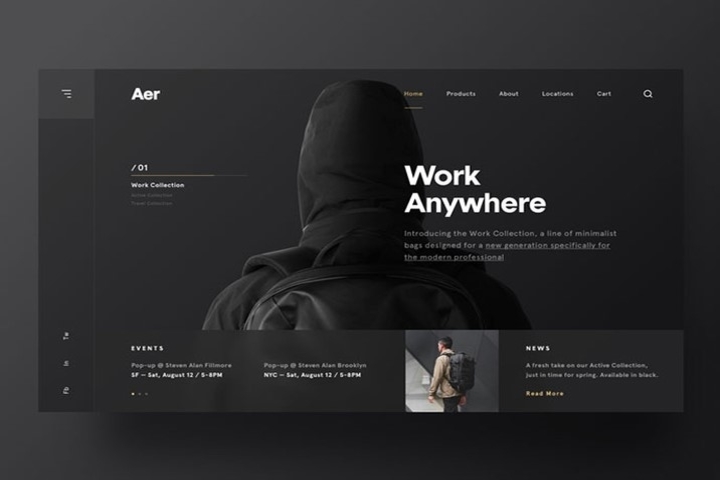 Aer
Home Products About Locations Cart
/ 01
Work Collection
Active Collection
Travel Collection
Work
Anywhere
Introducing the Work Collection, a line of minimalist
bags designed for a new generation specifically for
the modern professional
EVENTS
Pop-up @ Steven Alan Fillmore
SF — Sat, August 12 / 5-8PM
Pop-up @ Steven Alan Brooklyn
NYC — Sat, August 12 / 5-8PM
NEWS
A fresh take on our Active Collection,
just in time for spring. Available in black.
Read More
Tw
In
Fb